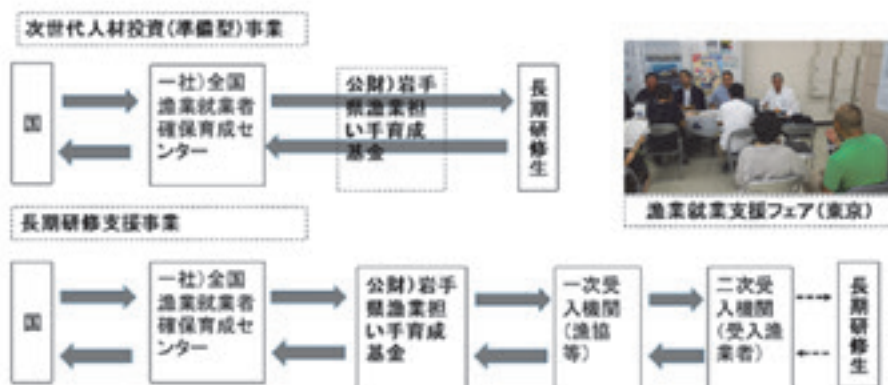 次世代人材投資(準備型)事業
国
一社)全国
漁業就業者
確保育成セ
ンター
公財)岩手
県漁業担
い手育成
基金
長期研修生
漁業就業支援フェア(東京)
長期研修支援事業
国
一社)全国
漁業就業者
確保育成セ
ンター
公財)岩手
県漁業担
い手育成
基金
一次受
入機関
(漁協
等)
二次受
入機関
(受入漁
業者)
長期研修生